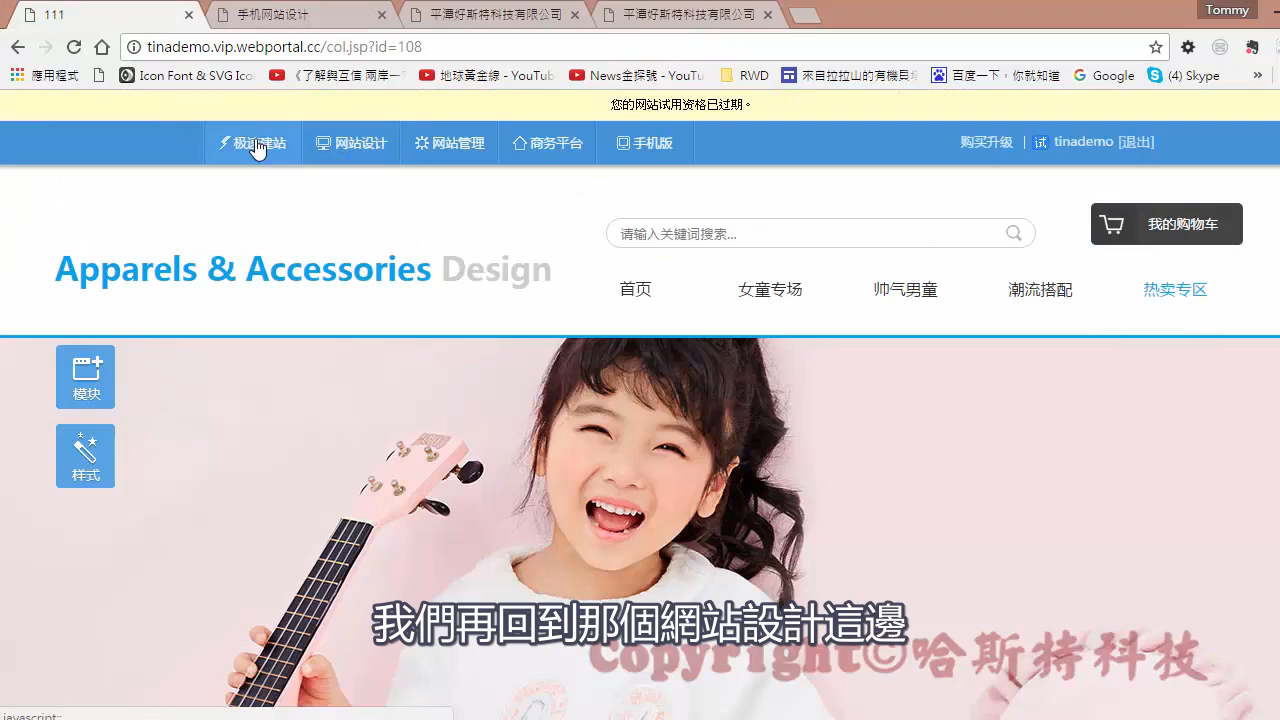 Tommy
111
手机网站设计
平潭好斯特科技有限公司
平潭好斯特科技有限公司
tinademo.vip.webportal.cc/col.jsp?id=108
應用程式
Icon Font & SVG Ico
《了解與互信 兩岸一
地球黃金線 - YouTub
News金探號 - YouTu
RWD
來自拉拉山的有機
百度一下，你就知道
Google
(4) Skype
»
您的网站试用资格已过期。
极速建站
网站设计
网站管理
商务平台
手机版
购买升级 | 试 tinademo [退出]
请输入关键词搜索...
我的购物车
Apparels & Accessories Design
首页
女童专场
帅气男童
潮流搭配
热卖专区
模块
样式
我們再回到那個網站設計這邊
Copyright©哈斯特科技
javascript:;